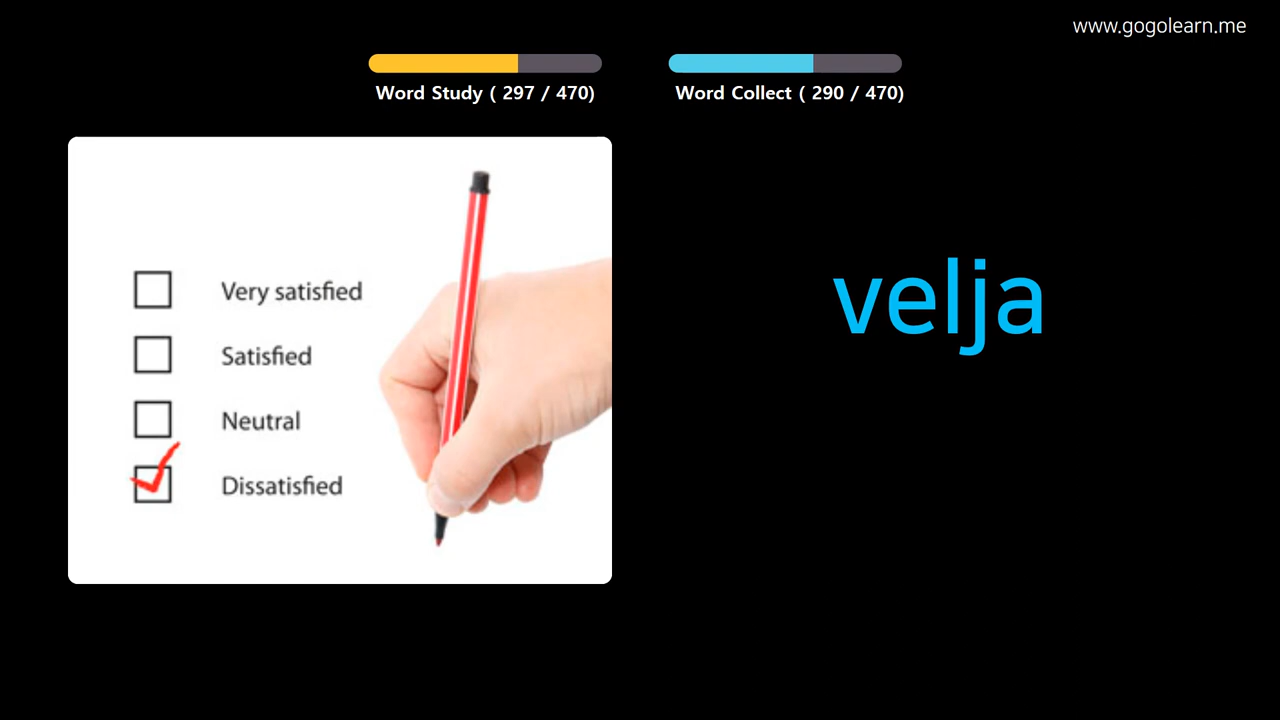 www.gogolearn.me
Word Study ( 297 / 470)
Word Collect ( 290 / 470)
velja
Very satisfied
Satisfied
Neutral
Dissatisfied